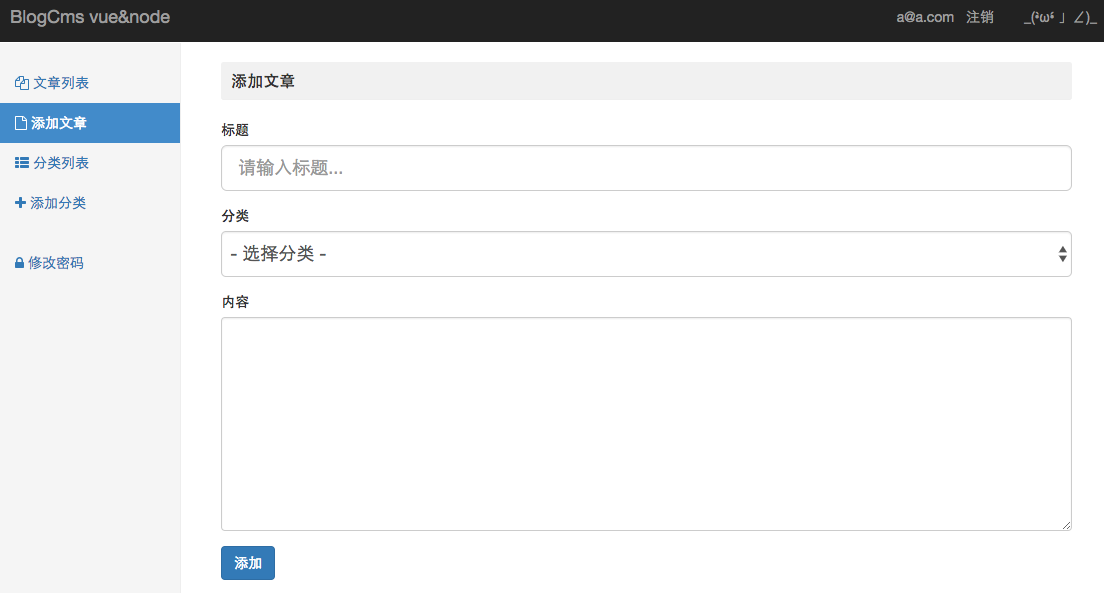 BlogCms vue&node
a@a.com 注销 _(•̀ω•́ 」∠)_
文章列表
添加文章
分类列表
添加分类
修改密码
添加文章
标题
请输入标题...
分类
- 选择分类 -
内容
添加